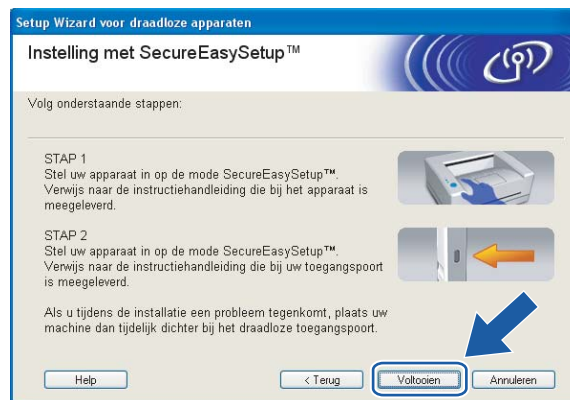 Setup Wizard voor draadloze apparaten
Instelling met SecureEasySetup™
Volg onderstaande stappen:
STAP 1
Stel uw apparaat in op de mode SecureEasySetup™.
Verwijs naar de instructiehandleiding die bij het apparaat is
meegeleverd.
STAP 2
Stel uw apparaat in op de mode SecureEasySetup™.
Verwijs naar de instructiehandleiding die bij uw toegangspoort
is meegeleverd.
Als u tijdens de installatie een probleem tegenkomt, plaats uw
machine dan tijdelijk dichter bij het draadloze toegangspoort.
Help
< Terug
Voltooien
Annuleren